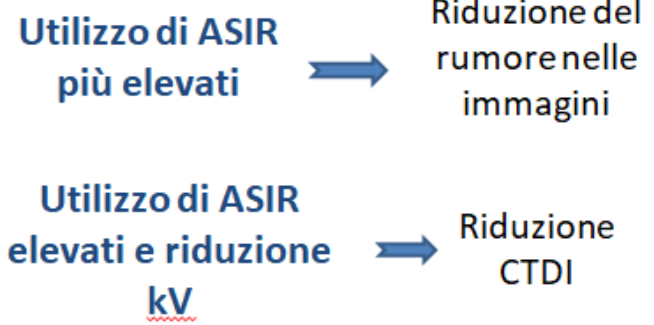 Utilizzo di ASIR
più elevati
Riduzione del
rumore nelle
immagini
Utilizzo di ASIR
elevati e riduzione
kV
Riduzione
CTDI